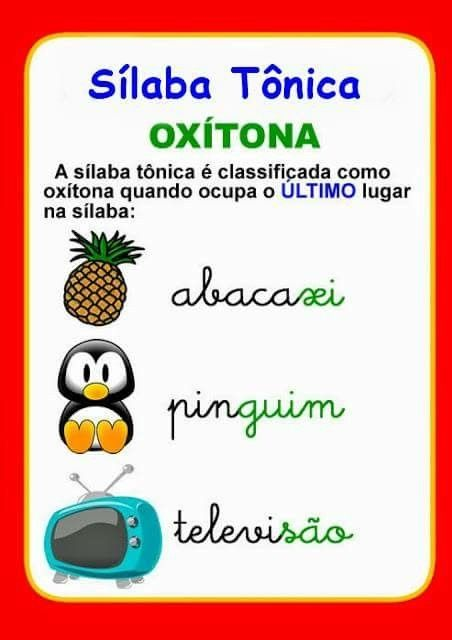 Sílaba Tônica
OXÍTONA
A sílaba tônica é classificada como
oxítona quando ocupa o ÚLTIMO lugar
na sílaba:
abacaxi
pinguim
televisão